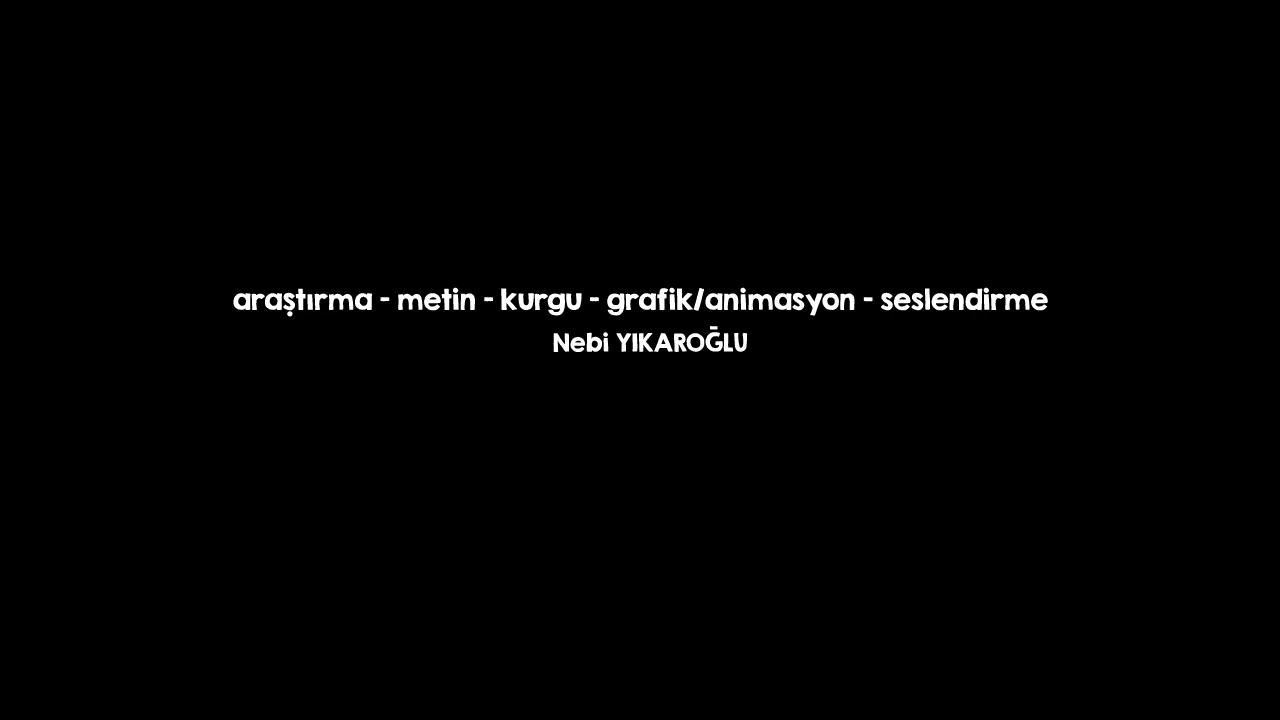 araştırma - metin - kurgu - grafik/animasyon - seslendirme
Nebi YIKAROĞLU